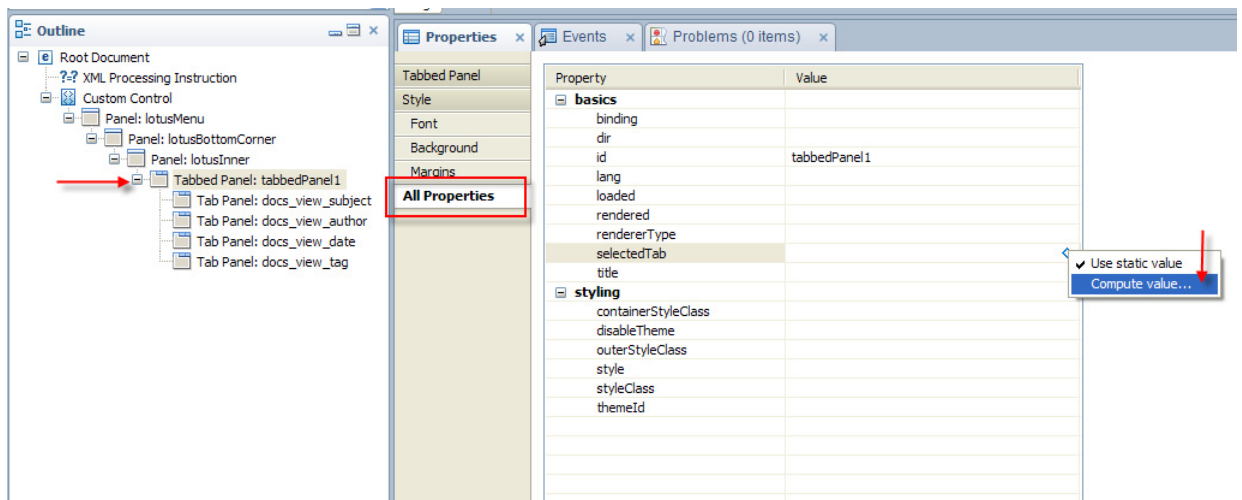 Outline
Root Document
?=? XML Processing Instruction
Custom Control
Panel: lotusMenu
Panel: lotusBottomCorner
Panel: lotusInner
Tabbed Panel: tabbedPanel1
Tab Panel: docs_view_subject
Tab Panel: docs_view_author
Tab Panel: docs_view_date
Tab Panel: docs_view_tag
Properties
Events
Problems (0 items)
Tabbed Panel
Style
Font
Background
Margins
All Properties
Property Value
basics
binding
dir
id tabbedPanel1
lang
loaded
rendered
rendererType
selectedTab
title
styling
containerStyleClass
disableTheme
outerStyleClass
style
styleClass
themeId
Use static value
Compute value...